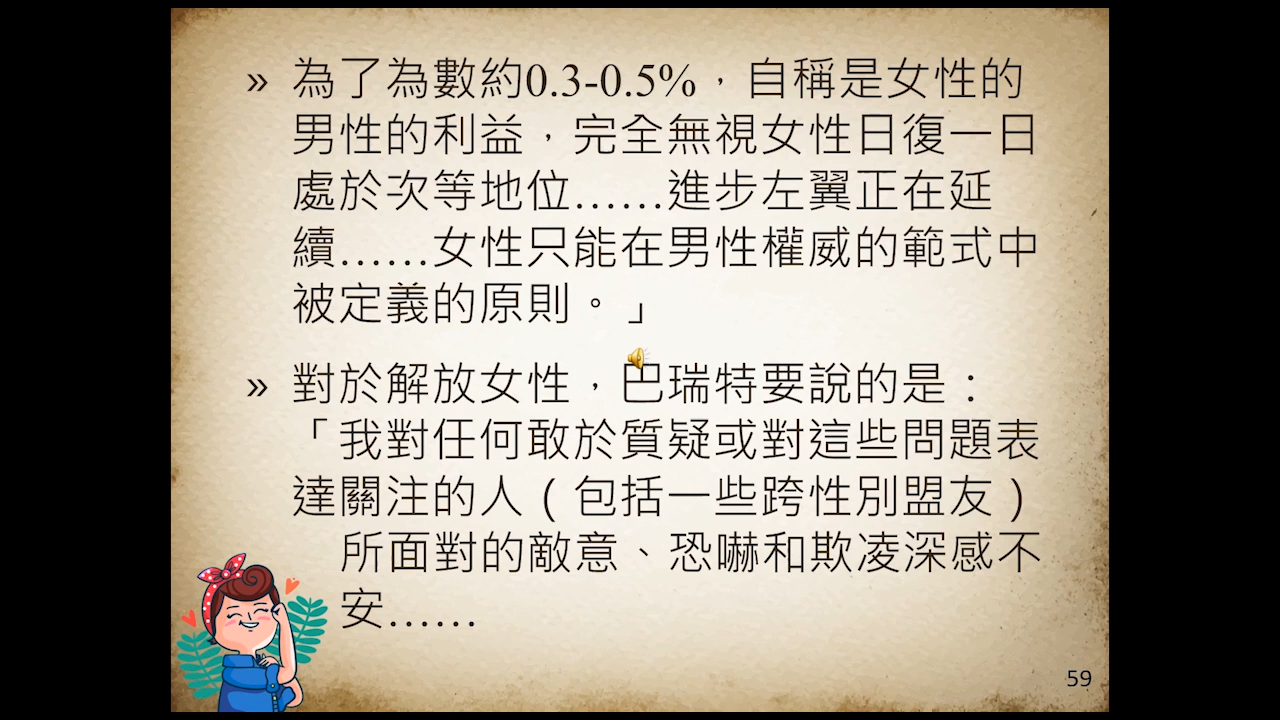 » 為了為數約0.3-0.5%，自稱是女性的
男性的利益，完全無視女性日復一日
處於次等地位……進步左翼正在延
續……女性只能在男性權威的範式中
被定義的原則。」
» 對於解放女性，巴瑞特要說的是：
「我對任何敢於質疑或對這些問題表
達關注的人（包括一些跨性別盟友）
所面對的敵意、恐嚇和欺凌深感不
安……
59